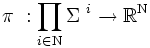 π : ∏_{i∈ℕ} Σ^i → ℝ^ℕ